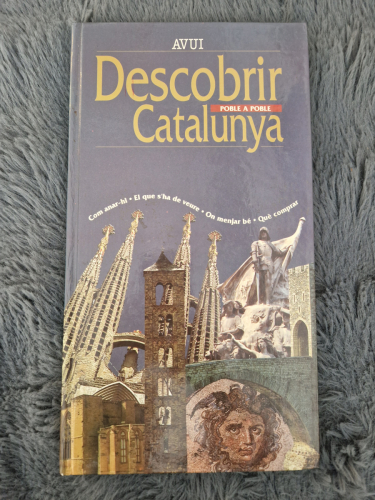 AVUI
Descobrir
POBLE A POBLE
Catalunya
Com anar-hi • El que s'ha de veure • On menjar bé • Què comprar